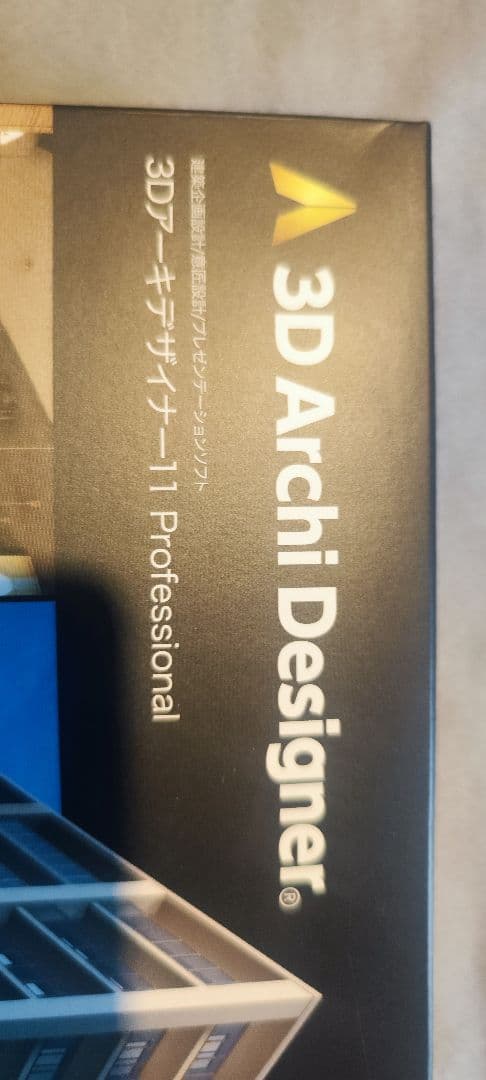 3D Archi Designer®
建築企画設計/意匠設計/プレゼンテーションソフト
3Dアーキデザイナー11 Professional